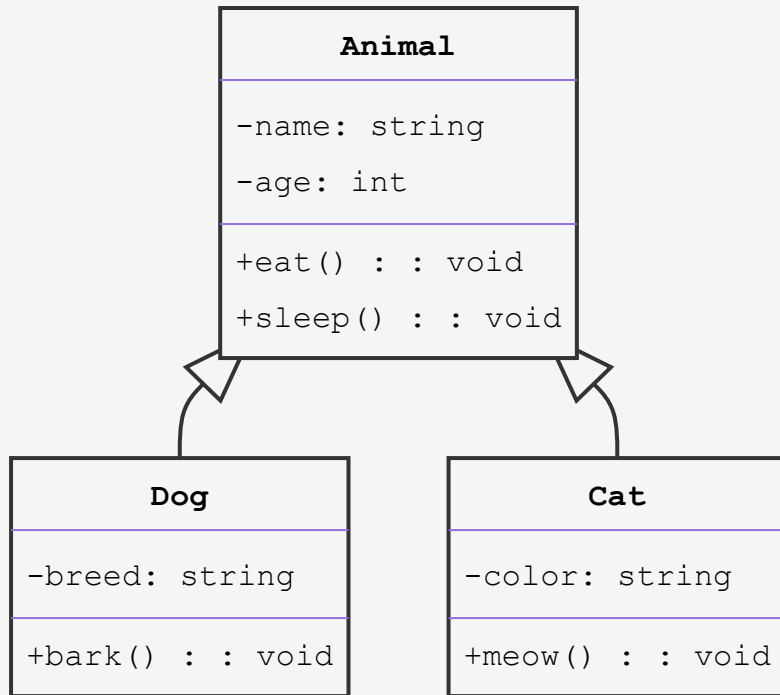 Animal
-name: string
-age: int
+eat() : : void
+sleep() : : void
Dog
-breed: string
+bark() : : void
Cat
-color: string
+meow() : : void